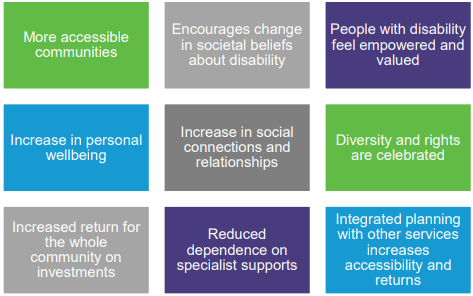 More accessible
communities
Encourages change
in societal beliefs
about disability
People with disability
feel empowered and
valued
Increase in personal
wellbeing
Increase in social
connections and
relationships
Diversity and rights
are celebrated
Increased return for
the whole
community on
investments
Reduced
dependence on
specialist supports
Integrated planning
with other services
increases
accessibility and
returns